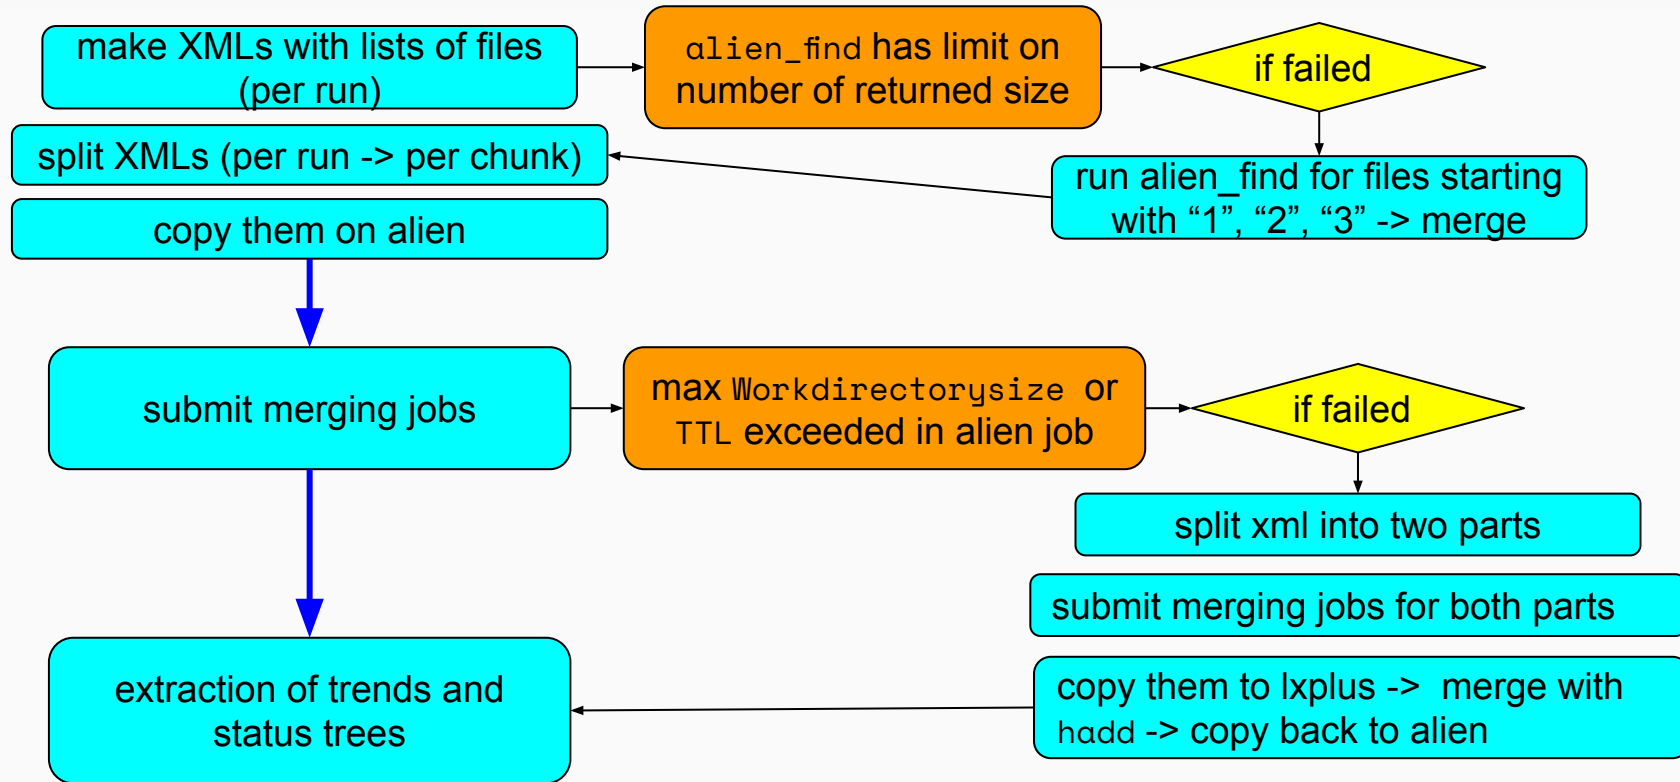 make XMLs with lists of files
(per run)
alien_find has limit on
number of returned size
if failed
split XMLs (per run -> per chunk)
run alien_find for files starting
with “1”, “2”, “3” -> merge
copy them on alien
submit merging jobs
max Workdirectorysize or
TTL exceeded in alien job
if failed
split xml into two parts
submit merging jobs for both parts
extraction of trends and
status trees
copy them to lxplus -> merge with
hadd -> copy back to alien